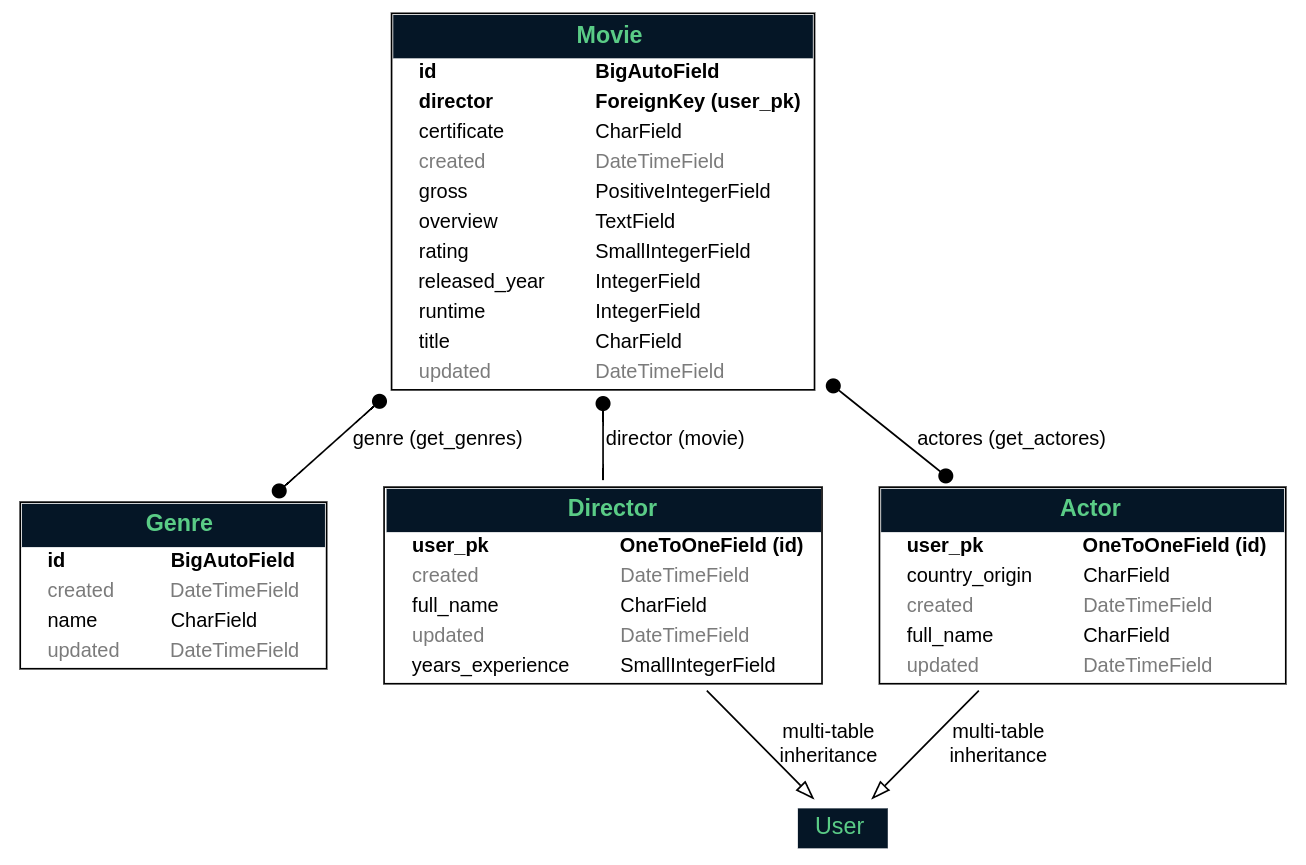 Movie
id BigAutoField
director ForeignKey (user_pk)
certificate CharField
created DateTimeField
gross PositiveIntegerField
overview TextField
rating SmallIntegerField
released_year IntegerField
runtime IntegerField
title CharField
updated DateTimeField
genre (get_genres)
director (movie)
actores (get_actores)
Genre
id BigAutoField
created DateTimeField
name CharField
updated DateTimeField
Director
user_pk OneToOneField (id)
created DateTimeField
full_name CharField
updated DateTimeField
years_experience SmallIntegerField
Actor
user_pk OneToOneField (id)
country_origin CharField
created DateTimeField
full_name CharField
updated DateTimeField
multi-table
inheritance
multi-table
inheritance
User